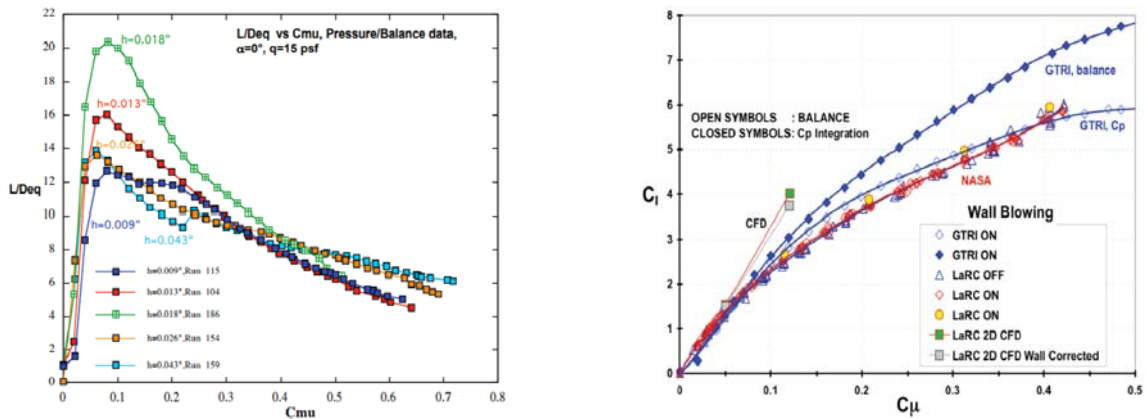 L/Deq vs Cmu, Pressure/Balance data,
α=0°, q=15 psf
22
20
18
16
14
12
10
8
6
4
2
0
L/Deq
h=0.018"
h=0.013"
h=0.009"
h=0.043"
h=0.009", Run 115
h=0.013", Run 104
h=0.018", Run 186
h=0.026", Run 154
h=0.043", Run 159
0 0.1 0.2 0.3 0.4 0.5 0.6 0.7 0.8
Cmu
8
7
6
5
4
3
2
1
0
Cl
GTRI, balance
OPEN SYMBOLS : BALANCE
CLOSED SYMBOLS: Cp Integration
GTRI, Cp
NASA
CFD
Wall Blowing
GTRI ON
GTRI ON
LaRC OFF
LaRC ON
LaRC ON
LaRC 2D CFD
LaRC 2D CFD Wall Corrected
0 0.1 0.2 0.3 0.4 0.5
Cμ